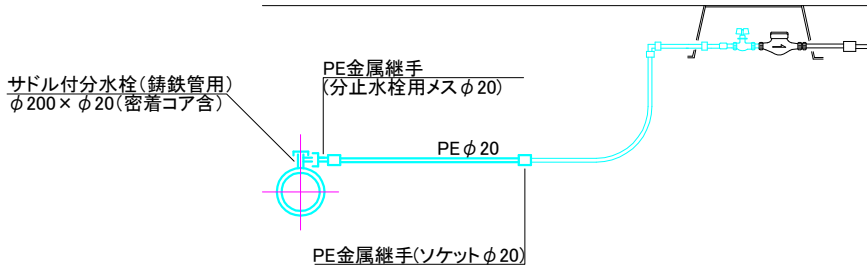 サドル付分水栓(鋳鉄管用)
φ200×φ20(密着コア含)
PE金属継手
(分止水栓用メスφ20)
PEφ20
PE金属継手(ソケットφ20)